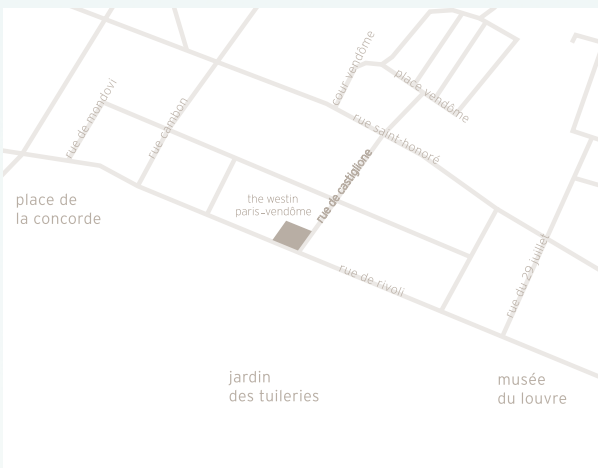 cour vendôme
place vendôme
rue de mondovi
rue cambon
rue saint-honoré
rue de castiglione
place de
la concorde
the westin
paris-vendôme
rue de rivoli
rue du 29 juillet
jardin
des tuileries
musée
du louvre